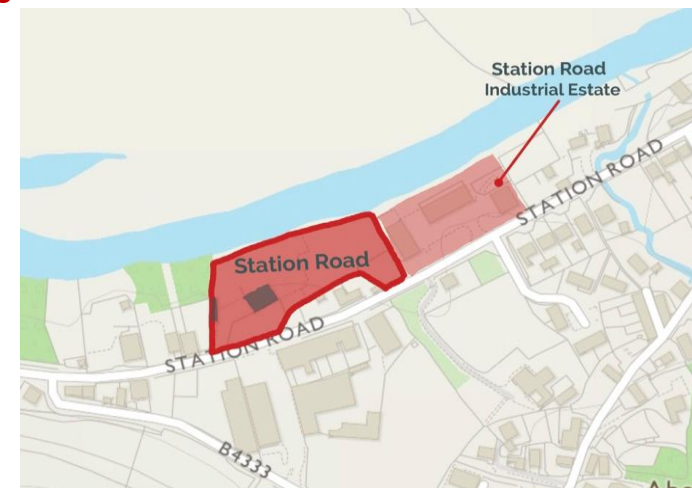 Station Road
Industrial Estate
STATION ROAD
Station Road
STATION ROAD
B4333